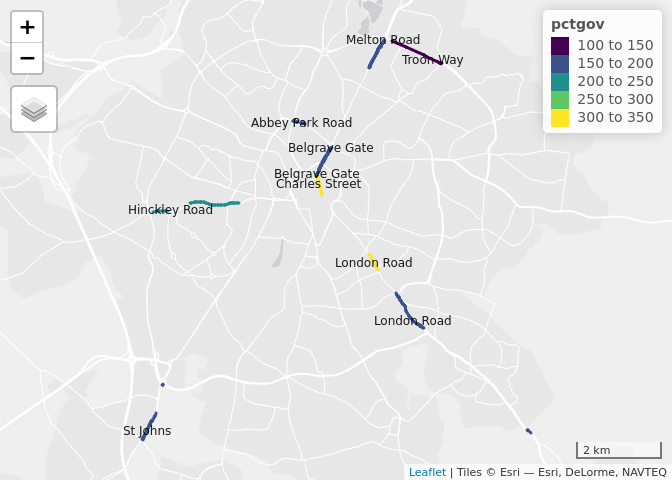 +
−
pctgov
100 to 150
150 to 200
200 to 250
250 to 300
300 to 350
Melton Road
Troon Way
Abbey Park Road
Belgrave Gate
Belgrave Gate
Charles Street
Hinckley Road
London Road
London Road
St Johns
2 km
Leaflet | Tiles © Esri — Esri, DeLorme, NAVTEQ